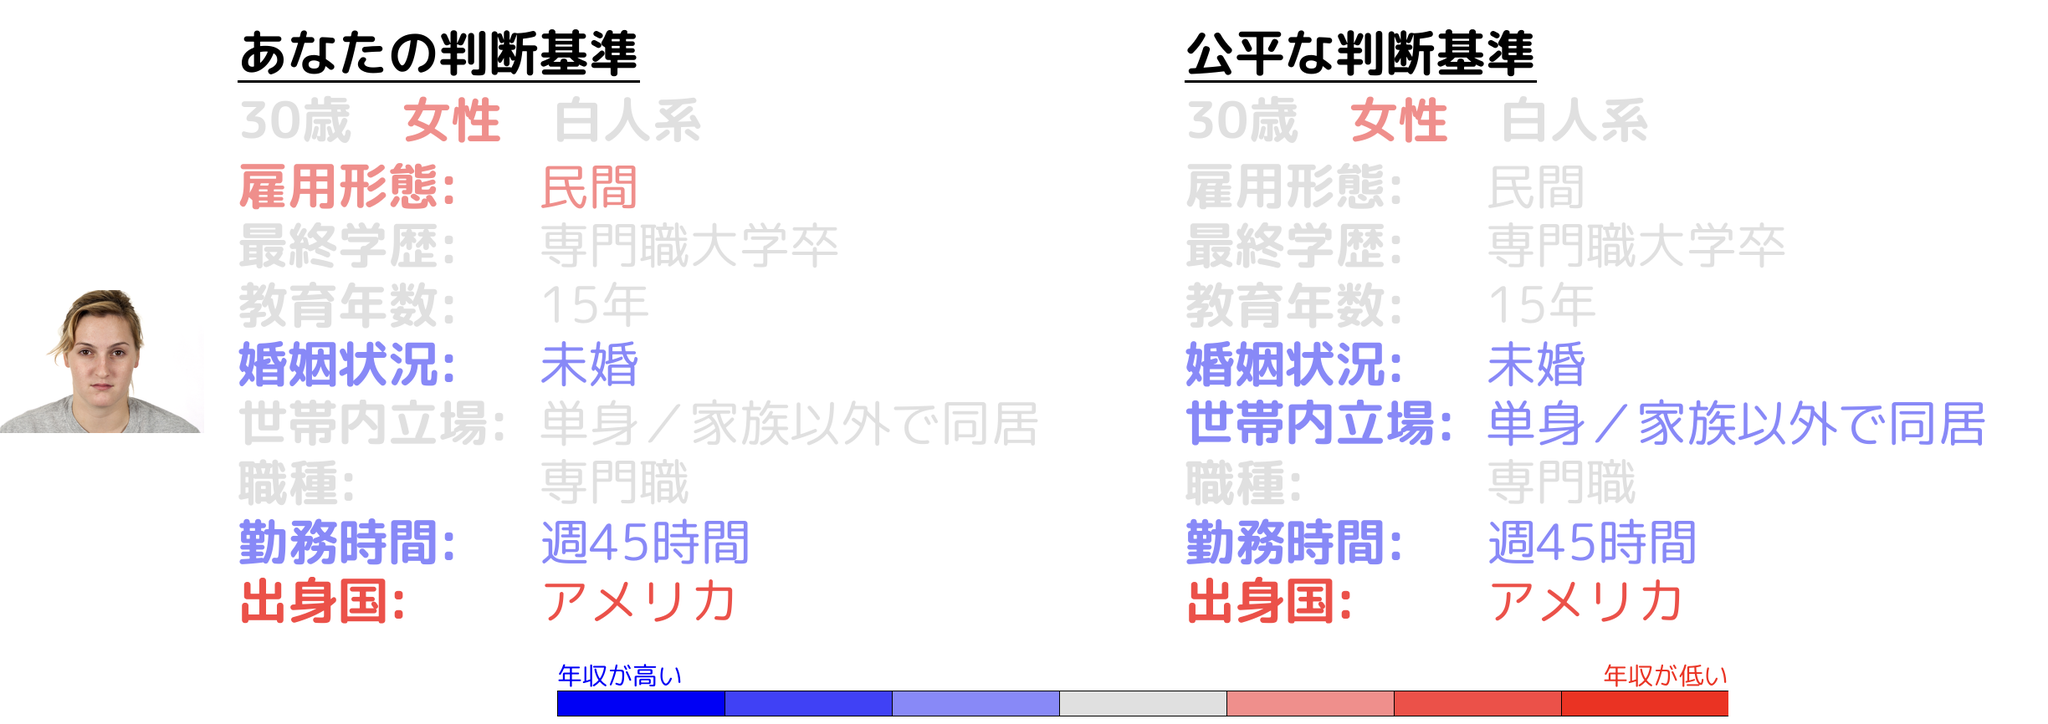 あなたの判断基準
30歳 女性 白人系
雇用形態: 民間
最終学歴: 専門職大学卒
教育年数: 15年
婚姻状況: 未婚
世帯内立場: 単身／家族以外で同居
職種: 専門職
勤務時間: 週45時間
出身国: アメリカ
公平な判断基準
30歳 女性 白人系
雇用形態: 民間
最終学歴: 専門職大学卒
教育年数: 15年
婚姻状況: 未婚
世帯内立場: 単身／家族以外で同居
職種: 専門職
勤務時間: 週45時間
出身国: アメリカ
年収が高い
年収が低い